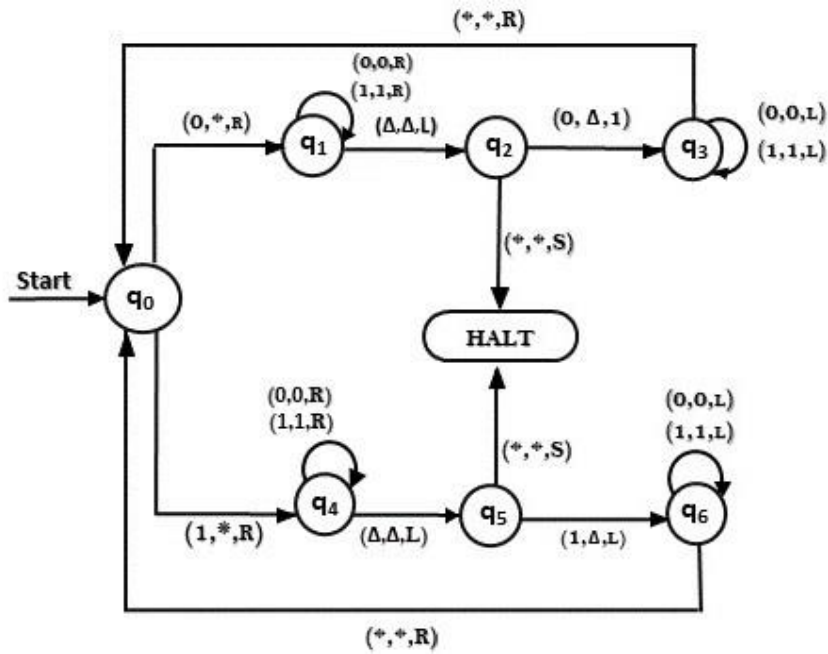 (*,*,R)
(0,0,R)
(1,1,R)
(0,*,R)
(Δ,Δ,L)
(0, Δ,1)
(0,0,L)
(1,1,L)
q1
q2
q3
(*,*,S)
Start
q0
HALT
(0,0,R)
(1,1,R)
(*,*,S)
(0,0,L)
(1,1,L)
q4
q5
q6
(1,*,R)
(Δ,Δ,L)
(1,Δ,L)
(*,*,R)